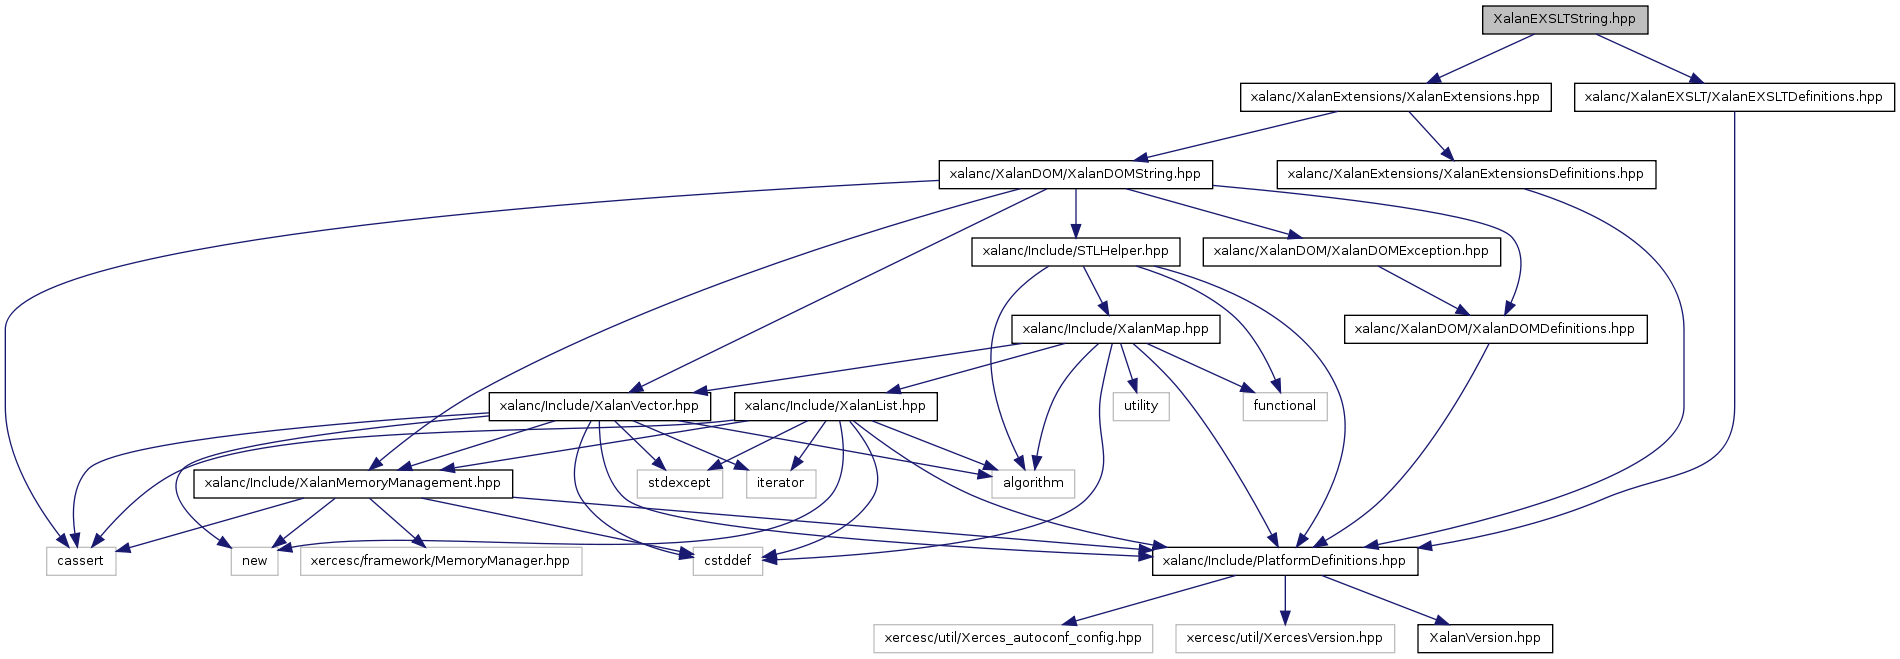 XalanEXSLTString.hpp
xalanc/XalanExtensions/XalanExtensions.hpp
xalanc/XalanEXSLT/XalanEXSLTDefinitions.hpp
xalanc/XalanDOM/XalanDOMString.hpp
xalanc/XalanExtensions/XalanExtensionsDefinitions.hpp
xalanc/Include/STLHelper.hpp
xalanc/XalanDOM/XalanDOMException.hpp
xalanc/Include/XalanMap.hpp
xalanc/XalanDOM/XalanDOMDefinitions.hpp
xalanc/Include/XalanVector.hpp
xalanc/Include/XalanList.hpp
utility
functional
xalanc/Include/XalanMemoryManagement.hpp
stdexcept
iterator
algorithm
cassert
new
xercesc/framework/MemoryManager.hpp
cstddef
xalanc/Include/PlatformDefinitions.hpp
xercesc/util/Xerces_autoconf_config.hpp
xercesc/util/XercesVersion.hpp
XalanVersion.hpp